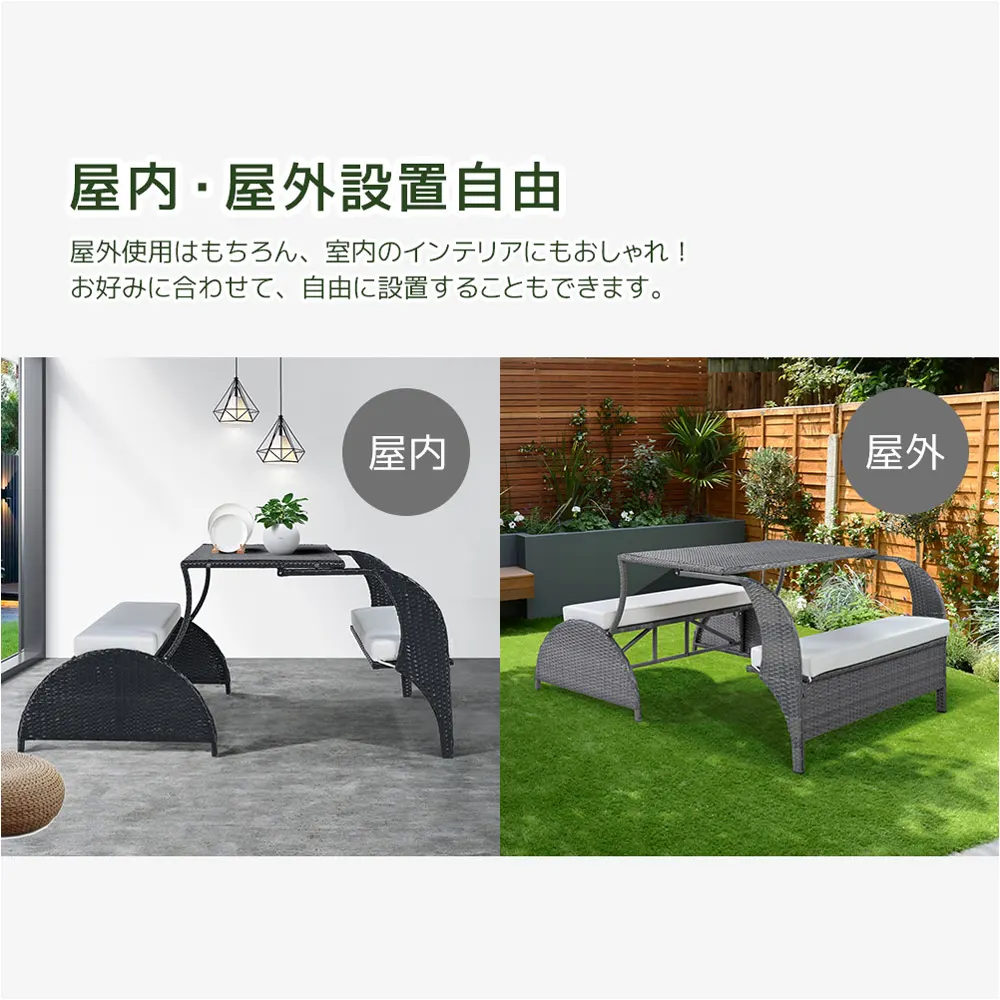 屋内・屋外設置自由
屋外使用はもちろん、室内のインテリアにもおしゃれ！
お好みに合わせて、自由に設置することもできます。
屋内
屋外